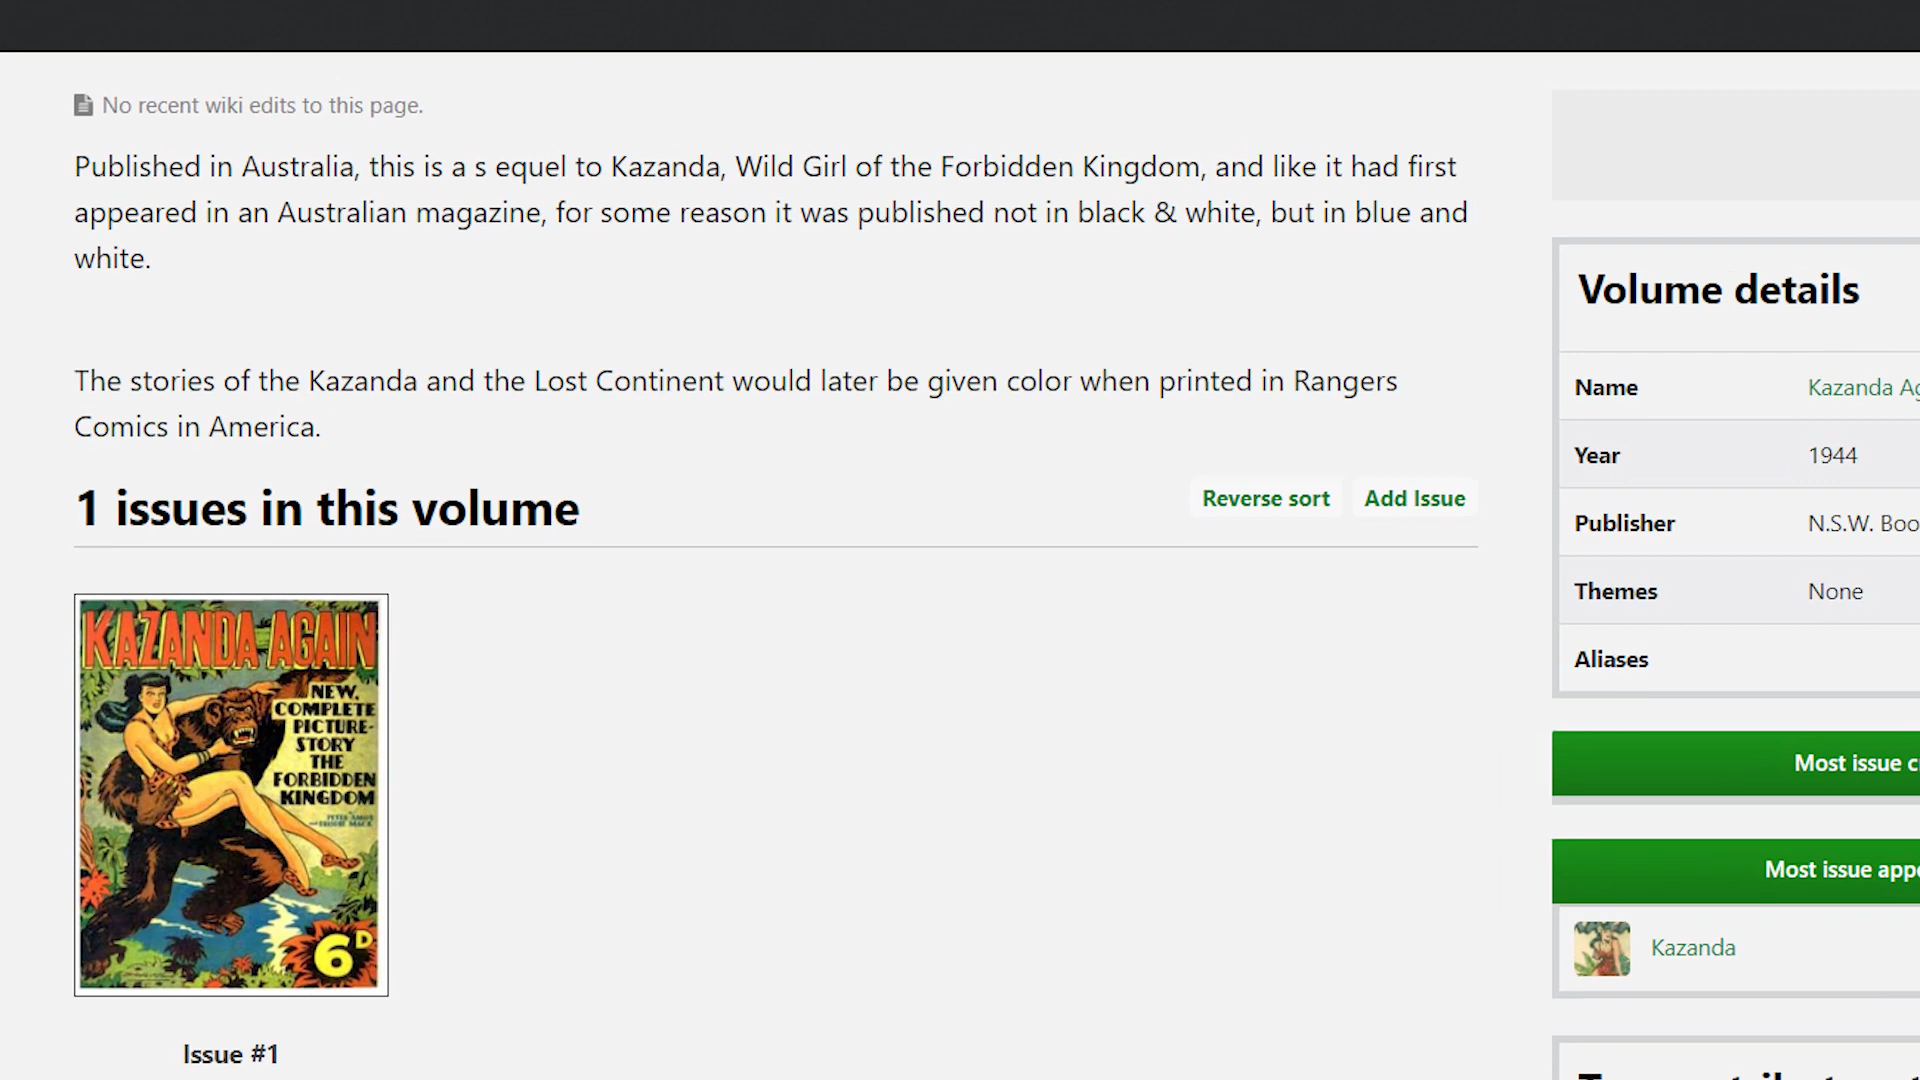 No recent wiki edits to this page.
Published in Australia, this is a s equel to Kazanda, Wild Girl of the Forbidden Kingdom, and like it had first
appeared in an Australian magazine, for some reason it was published not in black & white, but in blue and
white.
The stories of the Kazanda and the Lost Continent would later be given color when printed in Rangers
Comics in America.
1 issues in this volume
Reverse sort
Add Issue
KAZANDA AGAIN
NEW,
COMPLETE
PICTURE-
STORY
THE
FORBIDDEN
KINGDOM
6D
Issue #1
Volume details
Name
Kazanda Ag
Year
1944
Publisher
N.S.W. Boo
Themes
None
Aliases
Most issue c
Most issue app
Kazanda